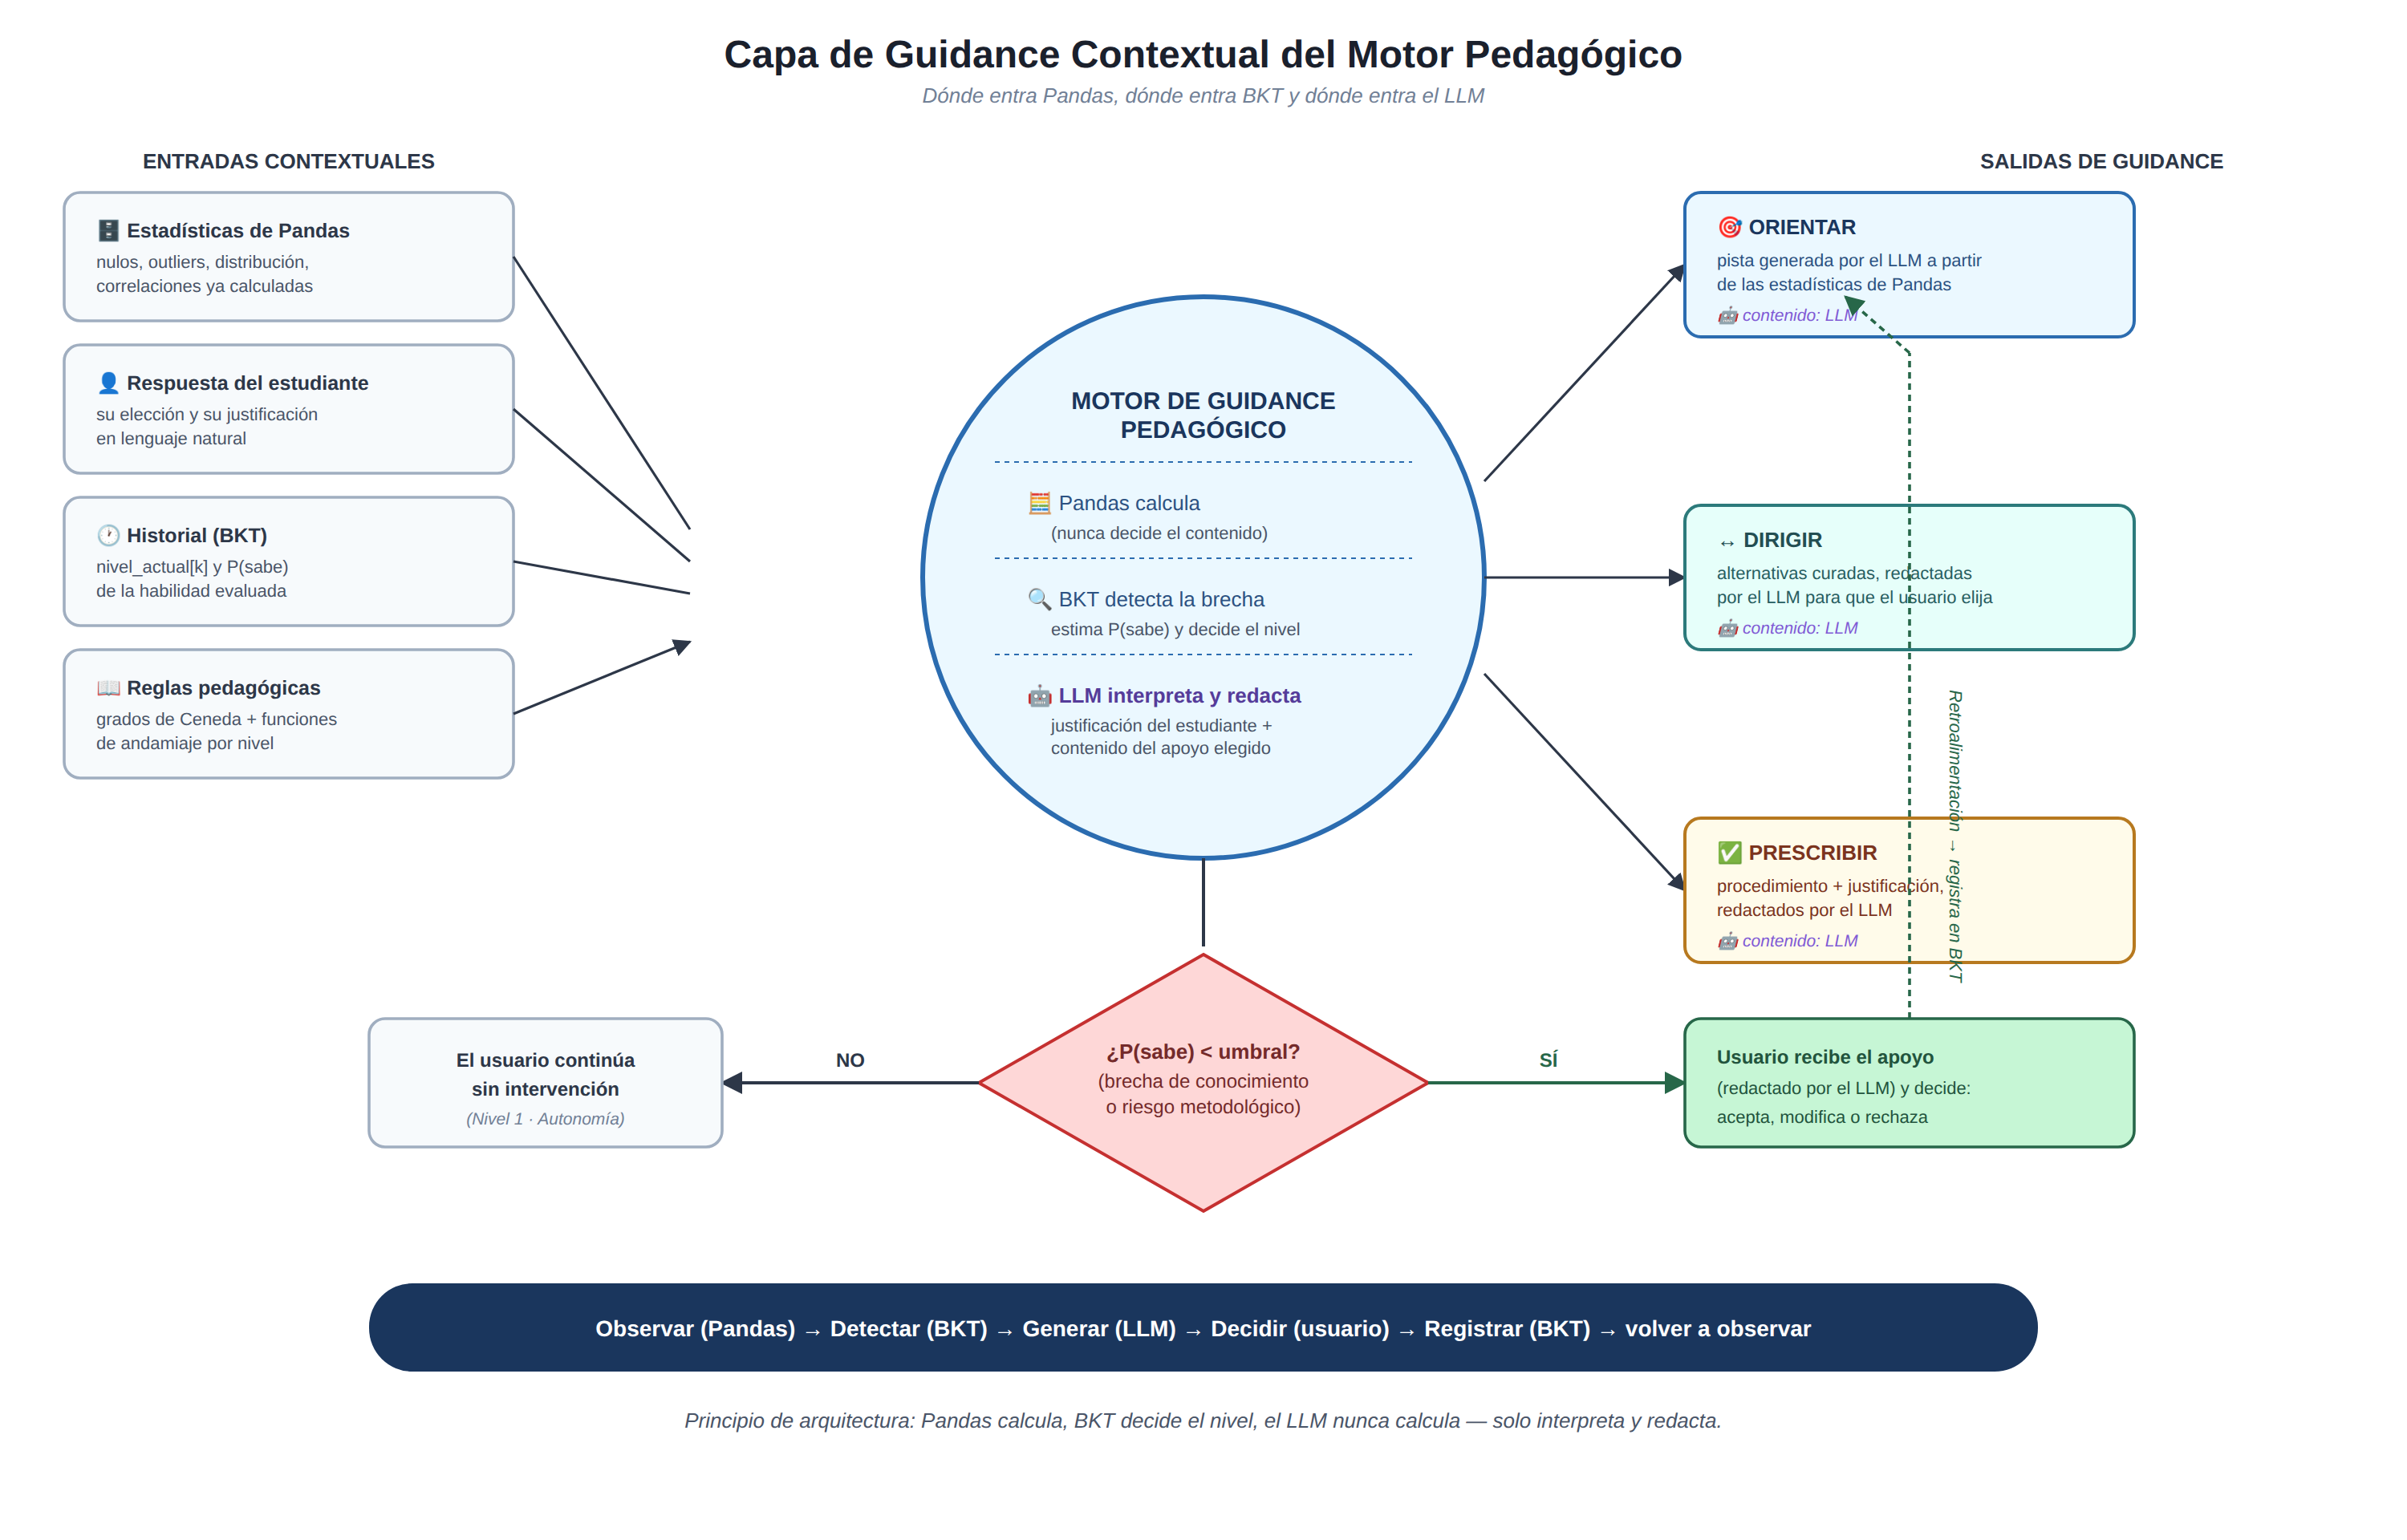 Capa de Guidance Contextual del Motor Pedagógico
Dónde entra Pandas, dónde entra BKT y dónde entra el LLM
ENTRADAS CONTEXTUALES
🗄️ Estadísticas de Pandas
nulos, outliers, distribución,
correlaciones ya calculadas
👤 Respuesta del estudiante
su elección y su justificación
en lenguaje natural
🕐 Historial (BKT)
nivel_actual[k] y P(sabe)
de la habilidad evaluada
📖 Reglas pedagógicas
grados de Ceneda + funciones
de andamiaje por nivel
MOTOR DE GUIDANCE
PEDAGÓGICO
🧮 Pandas calcula
(nunca decide el contenido)
🔍 BKT detecta la brecha
estima P(sabe) y decide el nivel
🤖 LLM interpreta y redacta
justificación del estudiante +
contenido del apoyo elegido
SALIDAS DE GUIDANCE
🎯 ORIENTAR
pista generada por el LLM a partir
de las estadísticas de Pandas
🤖 contenido: LLM
↔ DIRIGIR
alternativas curadas, redactadas
por el LLM para que el usuario elija
🤖 contenido: LLM
✅ PRESCRIBIR
procedimiento + justificación,
redactados por el LLM
🤖 contenido: LLM
Retroalimentación → registra en BKT
¿P(sabe) < umbral?
(brecha de conocimiento
o riesgo metodológico)
NO
El usuario continúa
sin intervención
(Nivel 1 · Autonomía)
SÍ
Usuario recibe el apoyo
(redactado por el LLM) y decide:
acepta, modifica o rechaza
Observar (Pandas) → Detectar (BKT) → Generar (LLM) → Decidir (usuario) → Registrar (BKT) → volver a observar
Principio de arquitectura: Pandas calcula, BKT decide el nivel, el LLM nunca calcula — solo interpreta y redacta.